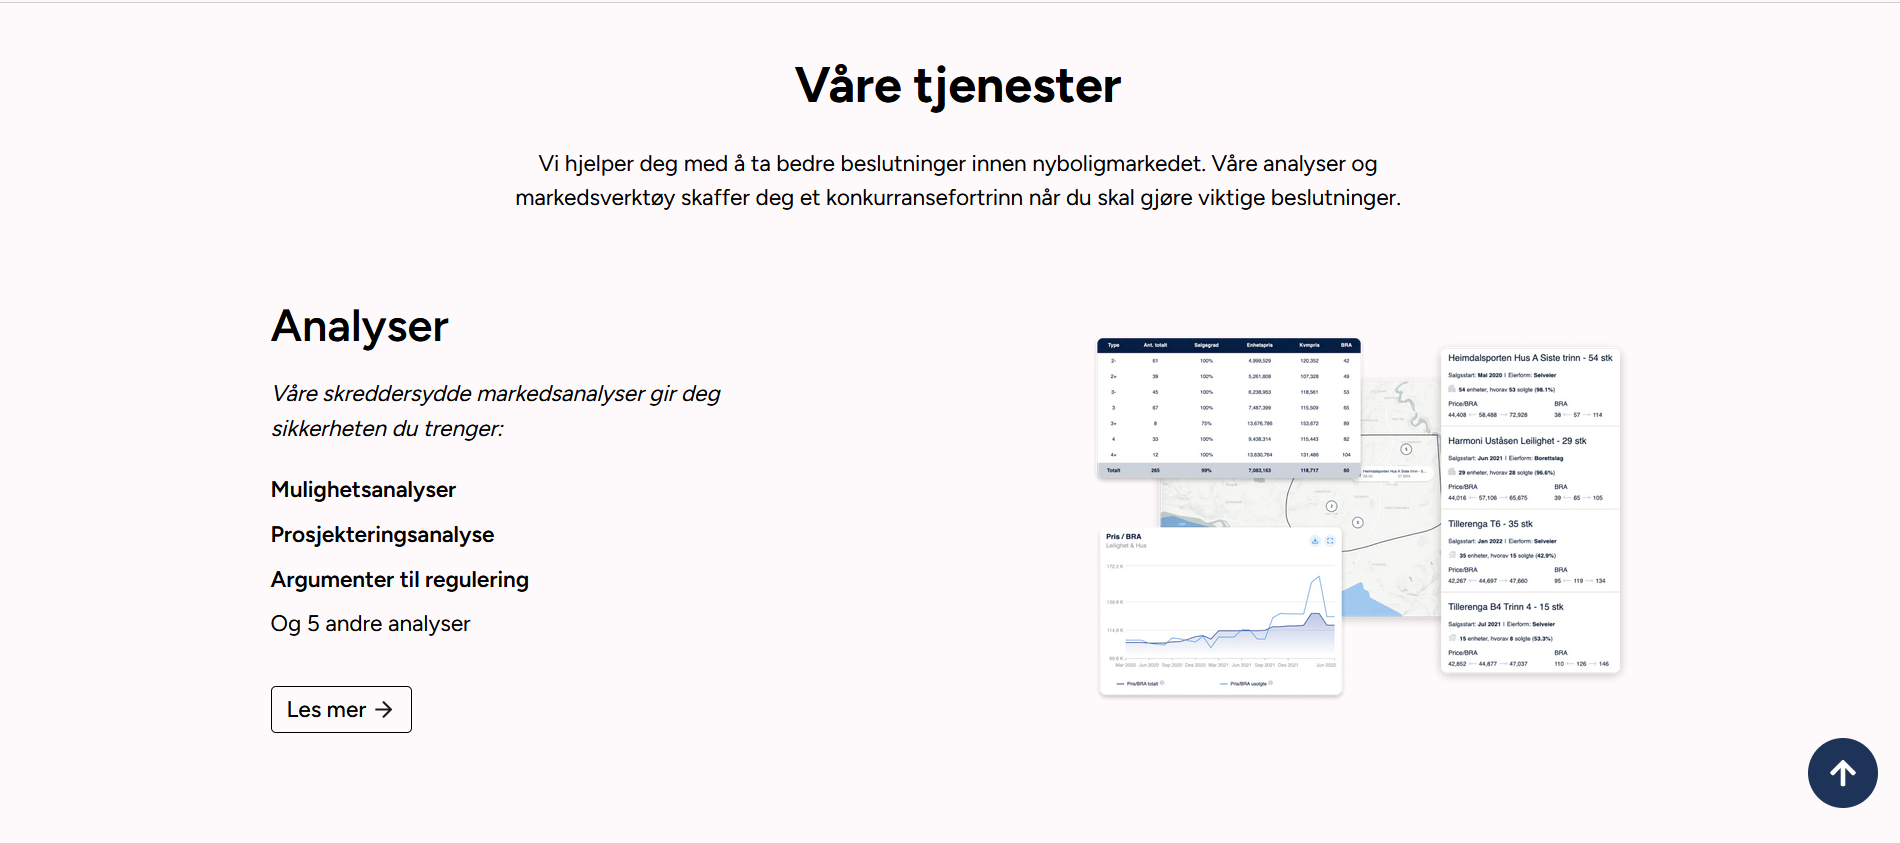 Våre tjenester
Vi hjelper deg med å ta bedre beslutninger innen nyboligmarkedet. Våre analyser og
markedsverktøy skaffer deg et konkurransefortrinn når du skal gjøre viktige beslutninger.
Analyser
Våre skreddersydde markedsanalyser gir deg
sikkerheten du trenger:
Mulighetsanalyser
Prosjekteringsanalyse
Argumenter til regulering
Og 5 andre analyser
Les mer →
Type Ant. totalt Salgsgrad Enhetspris Kvmpris BRA
2- 61 100% 4,999,529 120,352 42
2+ 39 100% 5,261,808 107,328 49
3- 45 100% 6,238,953 118,561 53
3 67 100% 7,487,399 115,509 65
3+ 8 75% 13,676,786 153,672 89
4 33 100% 9,438,314 115,443 82
4+ 12 100% 13,630,764 131,486 104
Totalt 265 99% 7,083,163 118,717 60
Pris / BRA
Leilighet & Hus
172.2 K
139.9 K
114.8 K
Mar 2020 Jun 2020 Sep 2020 Des 2020 Mar 2021 Jun 2021 Sep 2021 Des 2021 Jun 2022
Pris/BRA totalt Pris/BRA usolgte
Heimdalsporten Hus A Siste trinn - 5...
Heimdalsporten Hus A Siste trinn - 54 stk
Salgsstart: Mai 2020 | Eierform: Selveier
54 enheter, hvorav 53 solgte (98.1%)
Price/BRA BRA
44,408 58,488 72,928 38 57 114
Harmoni Uståsen Leilighet - 29 stk
Salgsstart: Jun 2021 | Eierform: Borettslag
29 enheter, hvorav 28 solgte (96.6%)
Price/BRA BRA
44,016 57,106 65,675 39 65 105
Tillerenga T6 - 35 stk
Salgsstart: Jan 2022 | Eierform: Selveier
35 enheter, hvorav 15 solgte (42.9%)
Price/BRA BRA
42,267 44,697 47,660 95 119 134
Tillerenga B4 Trinn 4 - 15 stk
Salgsstart: Jul 2021 | Eierform: Selveier
15 enheter, hvorav 8 solgte (53.3%)
Price/BRA BRA
42,852 44,877 47,037 110 126 146